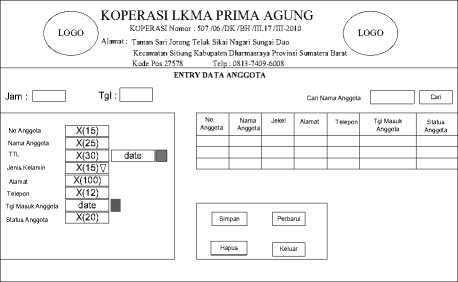 KOPERASI LKMA PRIMA AGUNG
LOGO
LOGO
KOPERASI Nomor : 507 /06 /DK /BH /III.17 /III-2010
Alamat : Taman Sari Jorong Teluk Sikai Nagari Sungai Duo
Kecamatan Sitiung Kabupaten Dharmasraya Provinsi Sumatera Barat
Kode Pos 27578 Telp : 0813-7409-6008
ENTRY DATA ANGGOTA
Jam : Tgl : Cari Nama Anggota Cari
No Anggota X(15)
Nama Anggota X(25)
TTL X(30) date
Jenis Kelamin X(15)
Alamat X(100)
Telepon X(12)
Tgl Masuk Anggota date
Status Anggota X(20)
No. Anggota Nama Anggota Jekel Alamat Telepon Tgl Masuk Anggota Status Anggota
Simpan Perbarui
Hapus Keluar